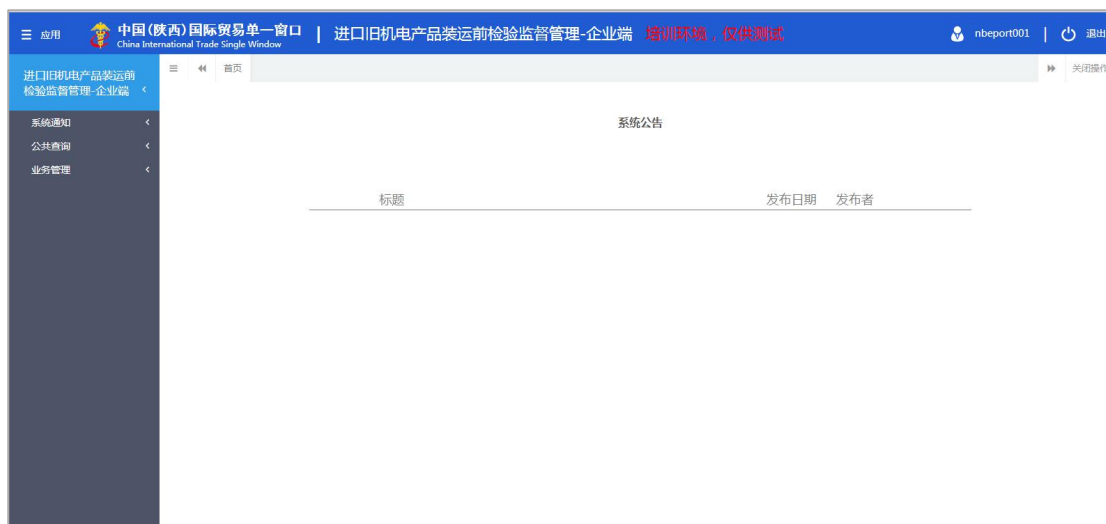 应用
中国(陕西)国际贸易单一窗口
China International Trade Single Window
进口旧机电产品装运前检验监督管理-企业端
培训环境,仅供测试
nbeport001
退出
进口旧机电产品装运前
检验监督管理-企业端
首页
关闭操作
系统通知
公共查询
业务管理
系统公告
标题 发布日期 发布者